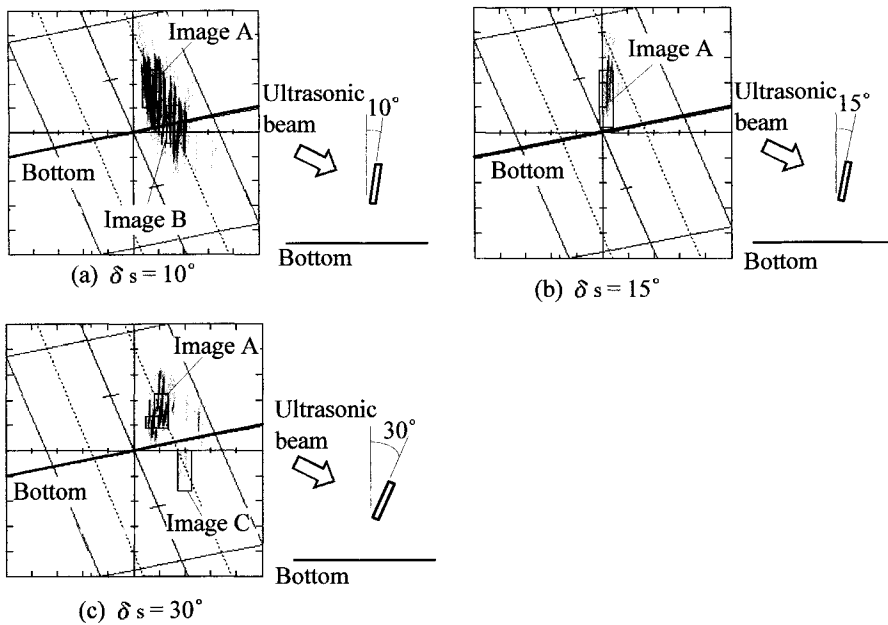 Image A
Ultrasonic
beam
10°
Bottom
Image B
Bottom
(a) δ s = 10°
Image A
Ultrasonic
beam
15°
Bottom
Bottom
(b) δ s = 15°
Image A
Ultrasonic
beam
30°
Bottom
Image C
Bottom
(c) δ s = 30°